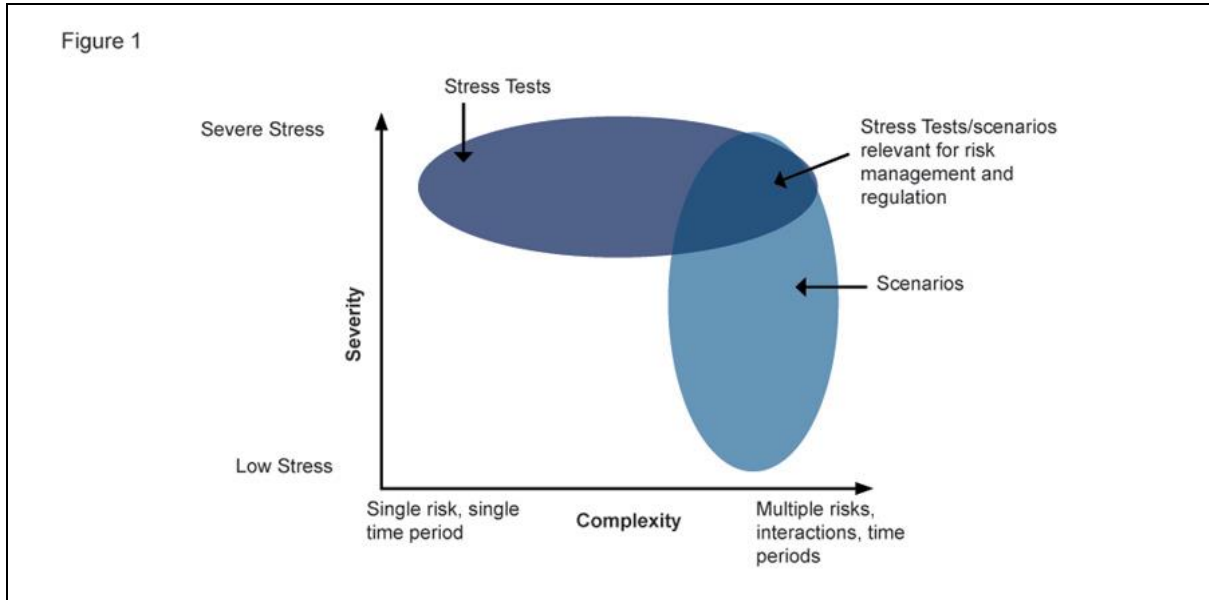 Figure 1
Stress Tests
Severe Stress
Stress Tests/scenarios
relevant for risk
management and
regulation
Scenarios
Severity
Low Stress
Single risk, single
time period
Complexity
Multiple risks,
interactions, time
periods